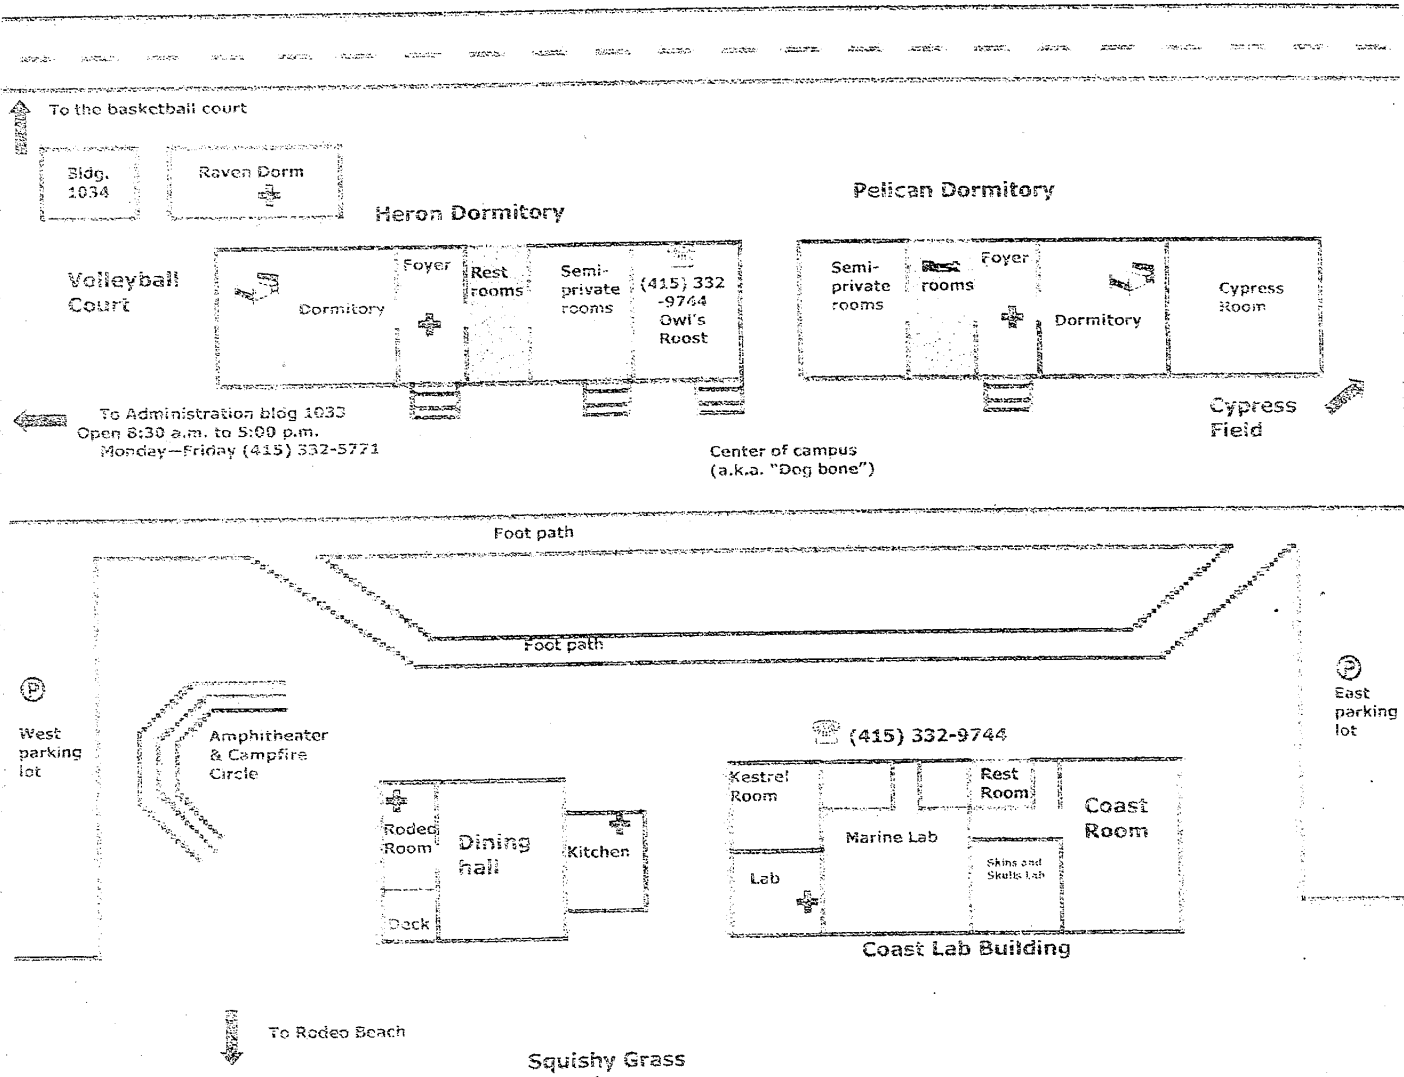 To the basketball court
Bldg.
1034
Raven Dorm
Heron Dormitory
Pelican Dormitory
Volleyball
Court
Dormitory
Foyer
Rest
rooms
Semi-
private
rooms
(415) 332
-9744
Owl's
Roost
Semi-
private
rooms
Rest
rooms
Foyer
Dormitory
Cypress
Room
To Administration bldg 1033
Open 8:30 a.m. to 5:00 p.m.
Monday—Friday (415) 332-5771
Cypress
Field
Center of campus
(a.k.a. "Dog bone")
Foot path
Foot path
P
West
parking
lot
Amphitheater
& Campfire
Circle
P
East
parking
lot
(415) 332-9744
Rodeo
Room
Deck
Dining
hall
Kitchen
Kestrel
Room
Lab
Marine Lab
Rest
Room
Skins and
Skulls Lab
Coast
Room
Coast Lab Building
To Rodeo Beach
Squishy Grass